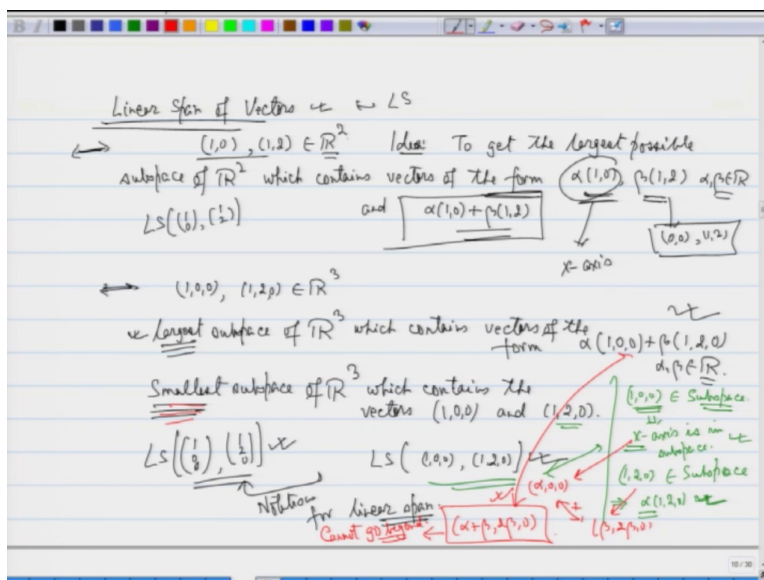 B I
Linear Span of Vectors ← LS
(1,0), (1,2) ∈ ℝ² Idea: To get the largest possible
subspace of ℝ² which contains vectors of the form α(1,0), β(1,2) α,β∈ℝ
LS((1 0), (1 2)) and α(1,0)+β(1,2) (0,0), (1,2)
x-axis
(1,0,0), (1,2,0) ∈ ℝ³
Largest subspace of ℝ³ which contains vectors of the form α(1,0,0)+β(1,2,0)
α,β∈ℝ.
Smallest subspace of ℝ³ which contains the
vectors (1,0,0) and (1,2,0).
(1,0,0) ∈ Subspace.
x-axis is in
subspace.
(1,2,0) ∈ Subspace
⇒ α(1,2,0)
LS((1 0 0), (1 2 0)) LS((1,0,0), (1,2,0))
Notation
for linear span.
(α,0,0)
+
(β,2β,0)
Cannot go beyond ← (α+β,2β,0)
10 / 30